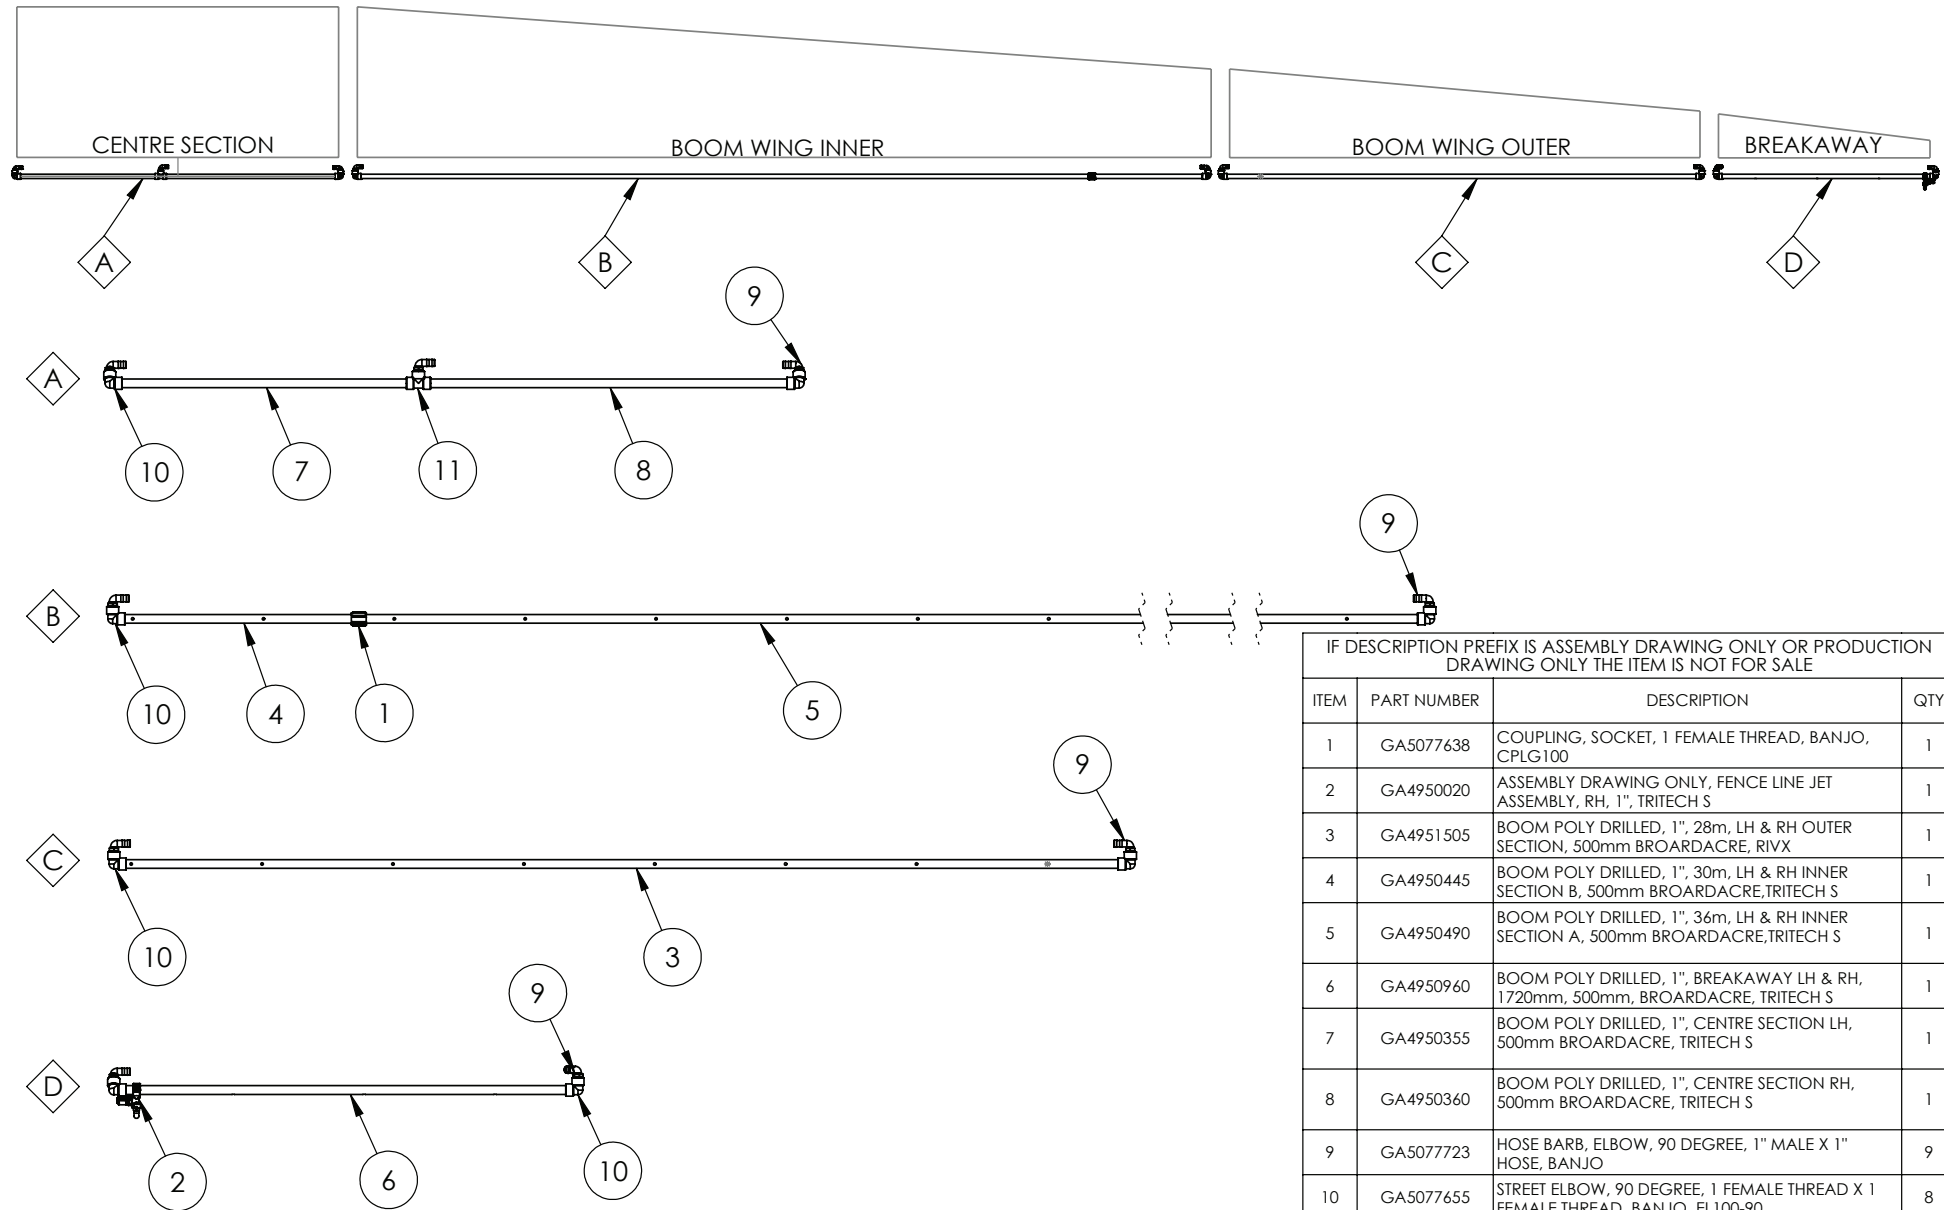 CENTRE SECTION
BOOM WING INNER
BOOM WING OUTER
BREAKAWAY
A
B
C
D
9
A
10
7
11
8
9
B
10
4
1
5
9
C
10
3
9
D
2
6
10
IF DESCRIPTION PREFIX IS ASSEMBLY DRAWING ONLY OR PRODUCTION
DRAWING ONLY THE ITEM IS NOT FOR SALE
ITEM PART NUMBER DESCRIPTION QTY
1 GA5077638 COUPLING, SOCKET, 1 FEMALE THREAD, BANJO, 1
CPLG100
2 GA4950020 ASSEMBLY DRAWING ONLY, FENCE LINE JET 1
ASSEMBLY, RH, 1", TRITECH S
3 GA4951505 BOOM POLY DRILLED, 1", 28m, LH & RH OUTER 1
SECTION, 500mm BROARDACRE, RIVX
4 GA4950445 BOOM POLY DRILLED, 1", 30m, LH & RH INNER 1
SECTION B, 500mm BROARDACRE,TRITECH S
5 GA4950490 BOOM POLY DRILLED, 1", 36m, LH & RH INNER 1
SECTION A, 500mm BROARDACRE,TRITECH S
6 GA4950960 BOOM POLY DRILLED, 1", BREAKAWAY LH & RH, 1
1720mm, 500mm, BROARDACRE, TRITECH S
7 GA4950355 BOOM POLY DRILLED, 1", CENTRE SECTION LH, 1
500mm BROARDACRE, TRITECH S
8 GA4950360 BOOM POLY DRILLED, 1", CENTRE SECTION RH, 1
500mm BROARDACRE, TRITECH S
9 GA5077723 HOSE BARB, ELBOW, 90 DEGREE, 1" MALE X 1" 9
HOSE, BANJO
10 GA5077655 STREET ELBOW, 90 DEGREE, 1 FEMALE THREAD X 1 8
FEMALE THREAD, BANJO, EL100-90